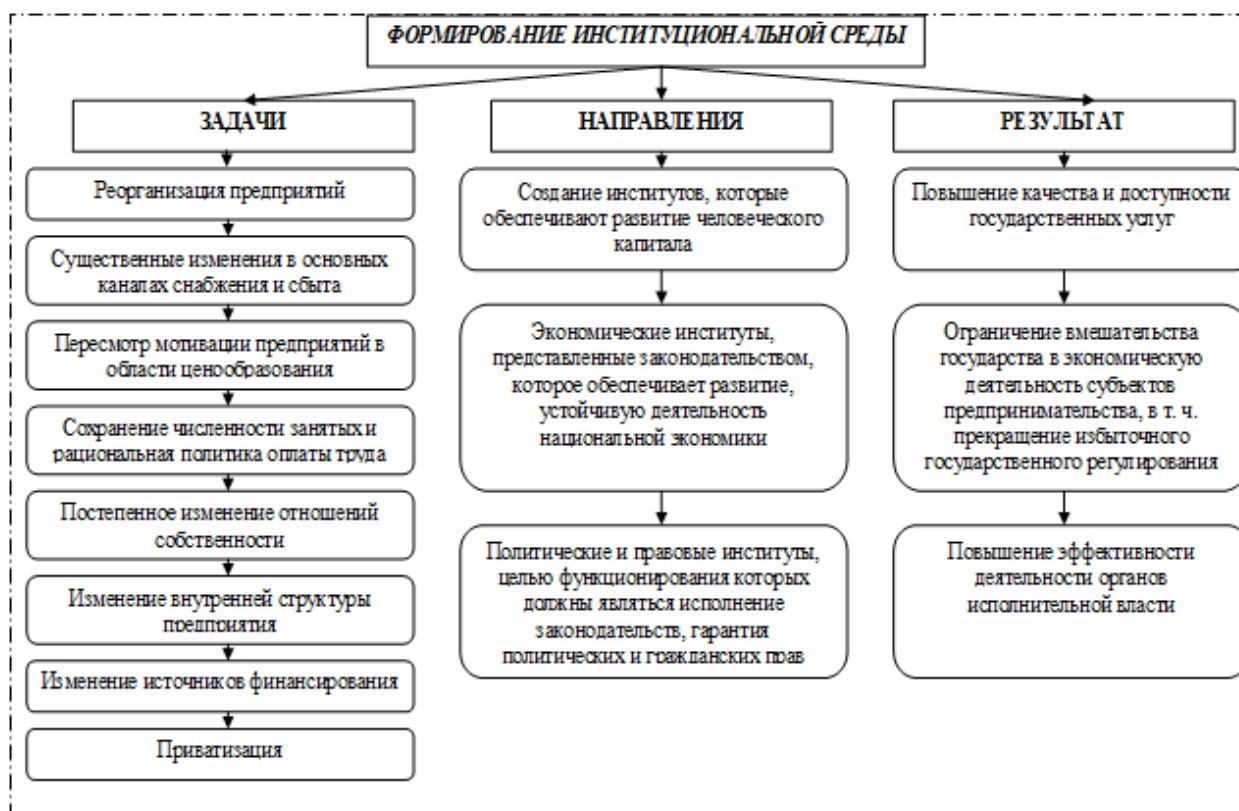 ФОРМИРОВАНИЕ ИНСТИТУЦИОНАЛЬНОЙ СРЕДЫ
ЗАДАЧИ
Реорганизация предприятий
Существенные изменения в основных
каналах снабжения и сбыта
Пересмотр мотивации предприятий в
области ценообразования
Сохранение численности занятых и
рациональная политика оплаты труда
Постепенное изменение отношений
собственности
Изменение внутренней структуры
предприятия
Изменение источников финансирования
Приватизация
НАПРАВЛЕНИЯ
Создание институтов, которые
обеспечивают развитие человеческого
капитала
Экономические институты,
представленные законодательством,
которое обеспечивает развитие,
устойчивую деятельность
национальной экономики
Политические и правовые институты,
целью функционирования которых
должны являться исполнение
законодательств, гарантия
политических и гражданских прав
РЕЗУЛЬТАТ
Повышение качества и доступности
государственных услуг
Ограничение вмешательства
государства в экономическую
деятельность субъектов
предпринимательства, в т. ч.
прекращение избыточного
государственного регулирования
Повышение эффективности
деятельности органов
исполнительной власти